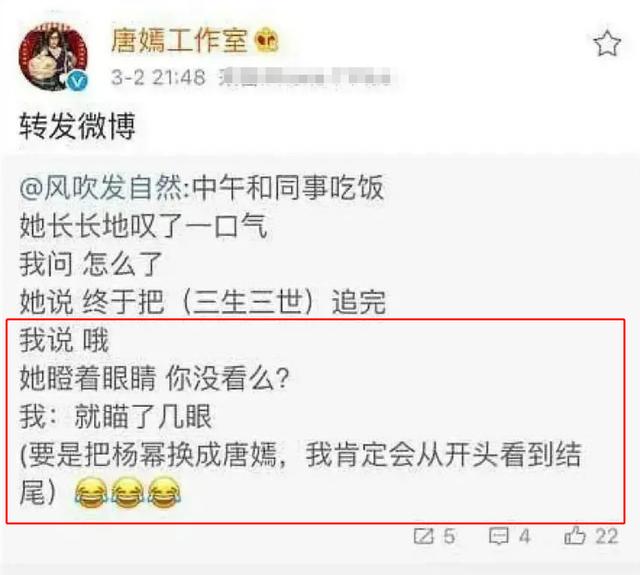 唐嫣工作室
3-2 21:48
转发微博
@风吹发自然:中午和同事吃饭
她长长地叹了一口气
我问 怎么了
她说 终于把（三生三世）追完
我说 哦
她瞪着眼睛 你没看么？
我：就瞄了几眼
(要是把杨幂换成唐嫣，我肯定会从开头看到结
尾）😂😂😂
5 4 22